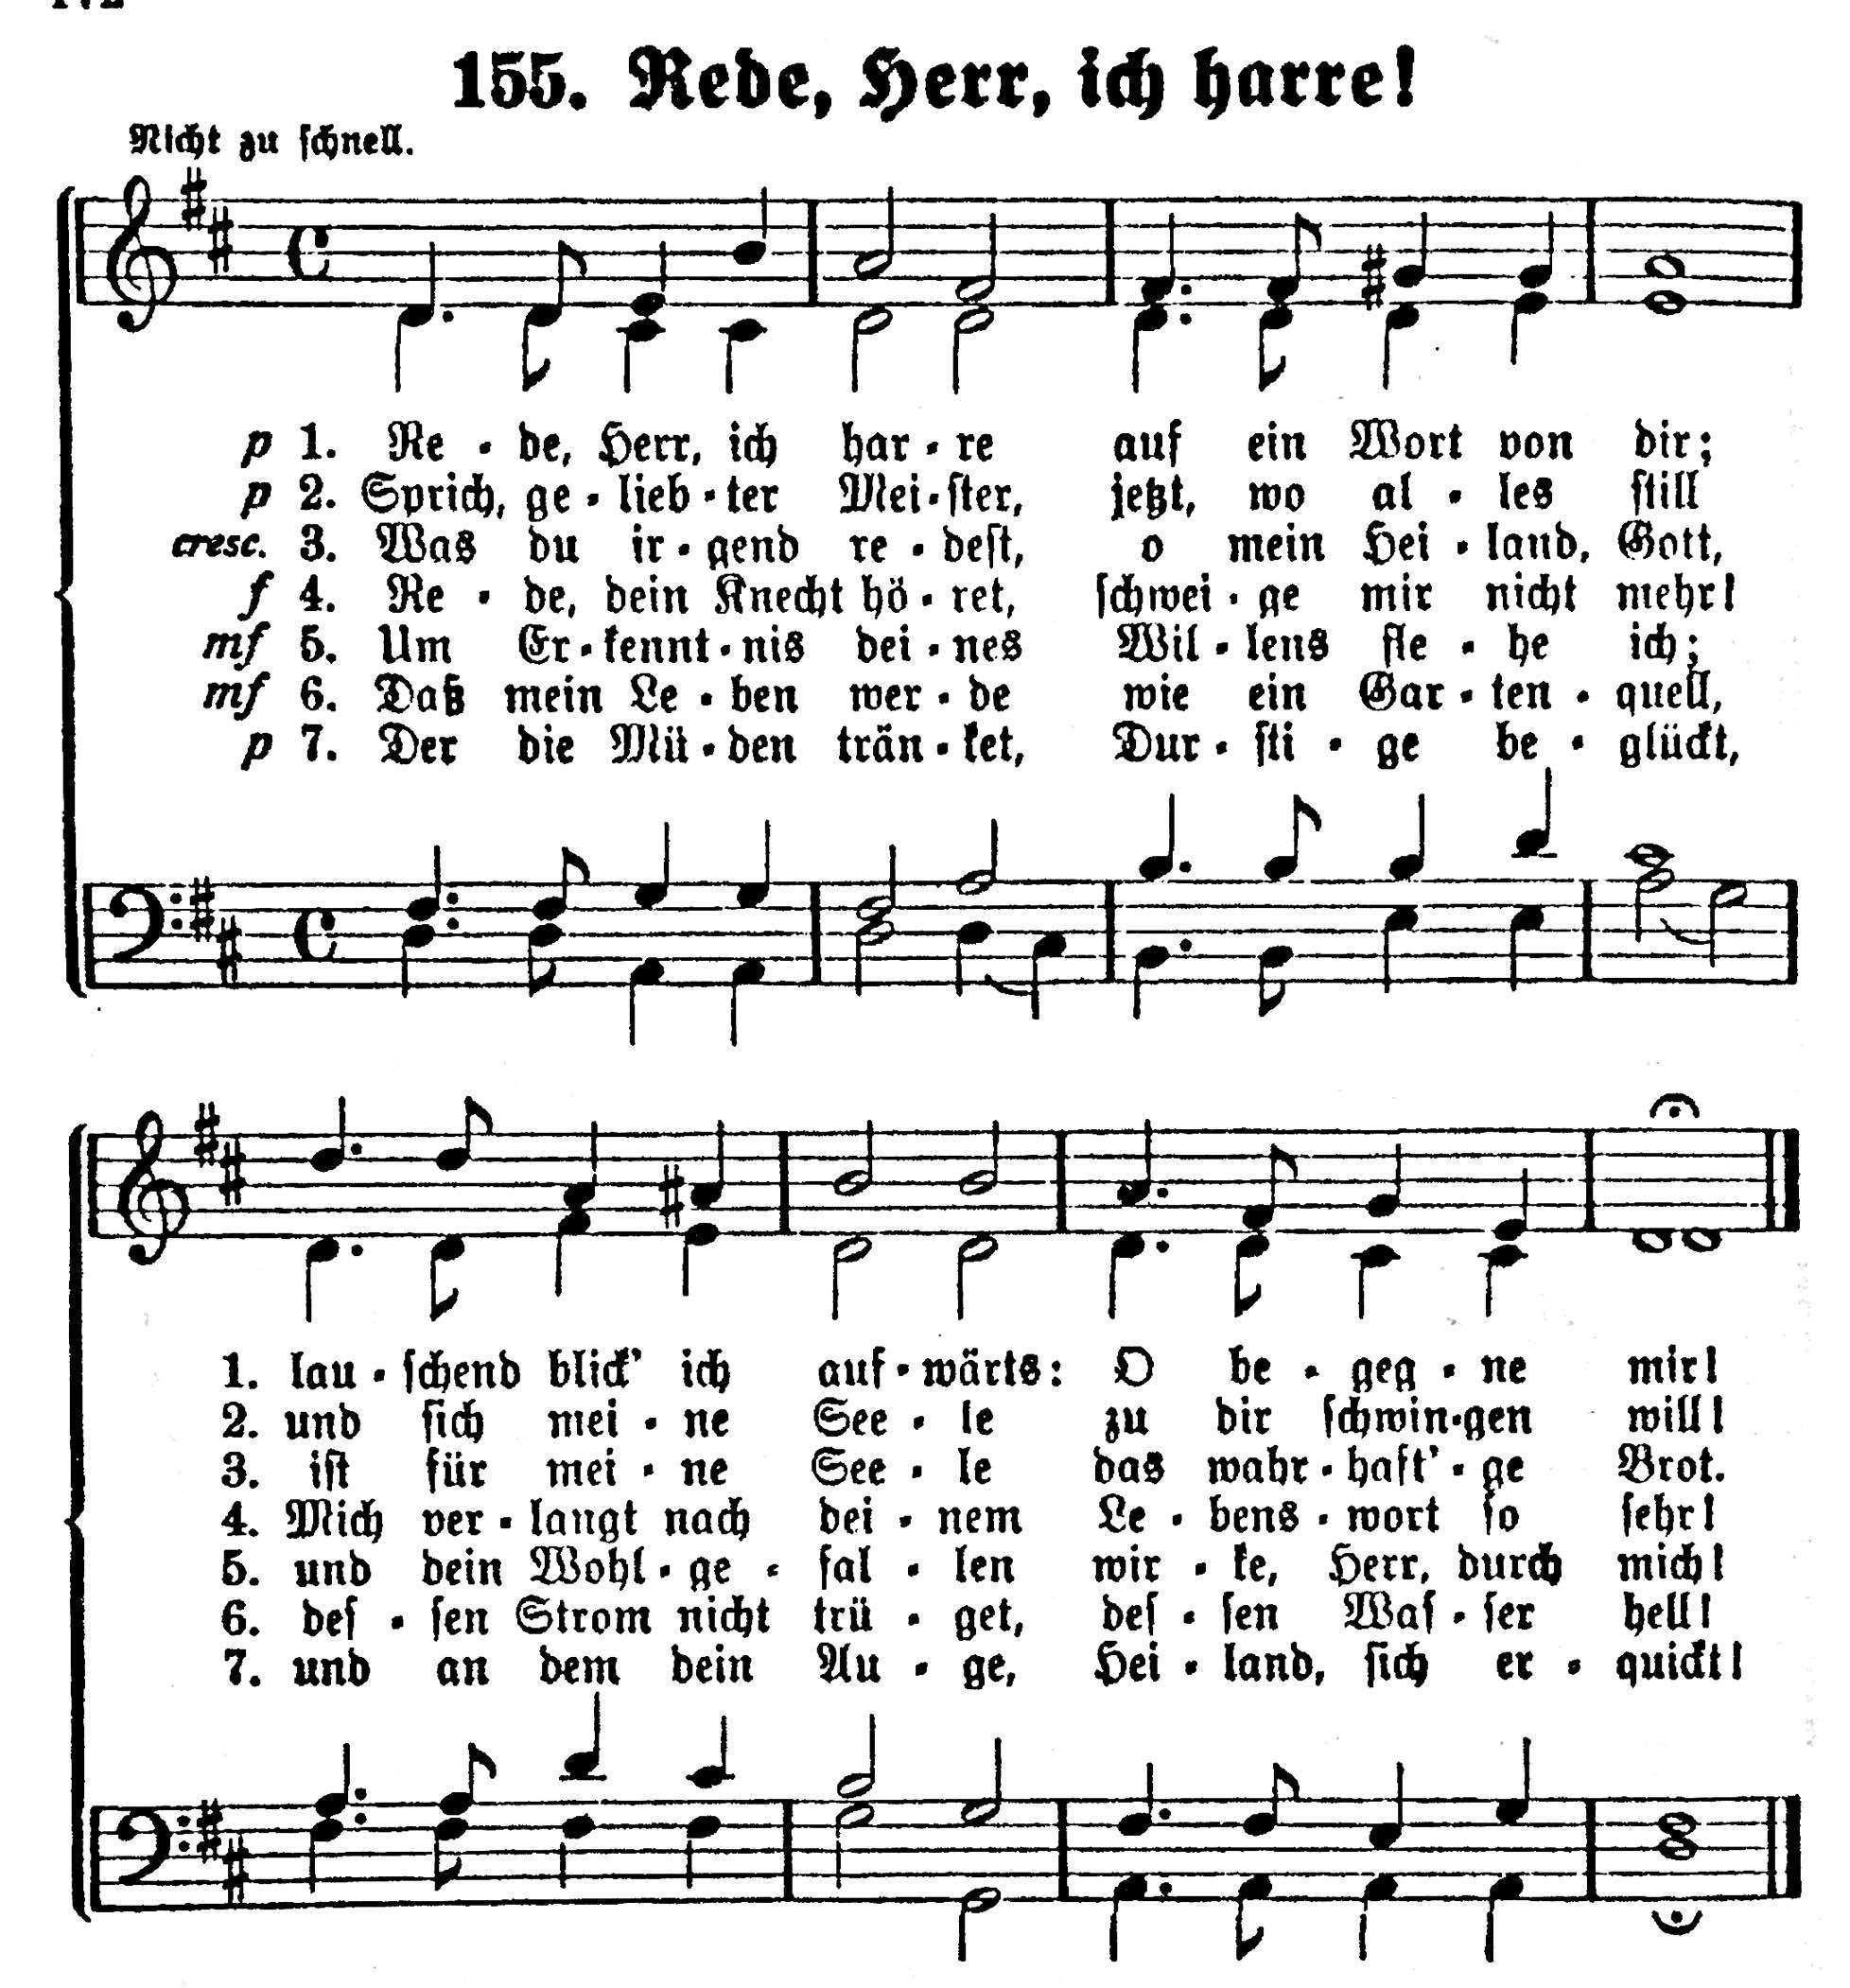 155. Rede, Herr, ich harre!
Nicht zu schnell.
p 1. Re - de, Herr, ich har - re auf ein Wort von dir;
p 2. Sprich, ge - lieb - ter Mei - ster, jetzt, wo al - les still
cresc. 3. Was du ir - gend re - dest, o mein Hei - land, Gott,
f 4. Re - de, dein Knecht hö - ret, schwei - ge mir nicht mehr!
mf 5. Um Er - kennt - nis dei - nes Wil - lens fle - he ich;
mf 6. Daß mein Le - ben wer - de wie ein Gar - ten - quell,
p 7. Der die Mü - den trän - ket, Dur - sti - ge be - glückt,
1. lau - schend blick' ich auf - wärts: O be - geg - ne mir!
2. und sich mei - ne See - le zu dir schwin - gen will!
3. ist für mei - ne See - le das wahr - haft' - ge Brot.
4. Mich ver - langt nach dei - nem Le - bens - wort so sehr!
5. und dein Wohl - ge - fal - len wir - ke, Herr, durch mich!
6. des - sen Strom nicht trü - get, des - sen Was - ser hell!
7. und an dem dein Au - ge, Hei - land, sich er - quickt!